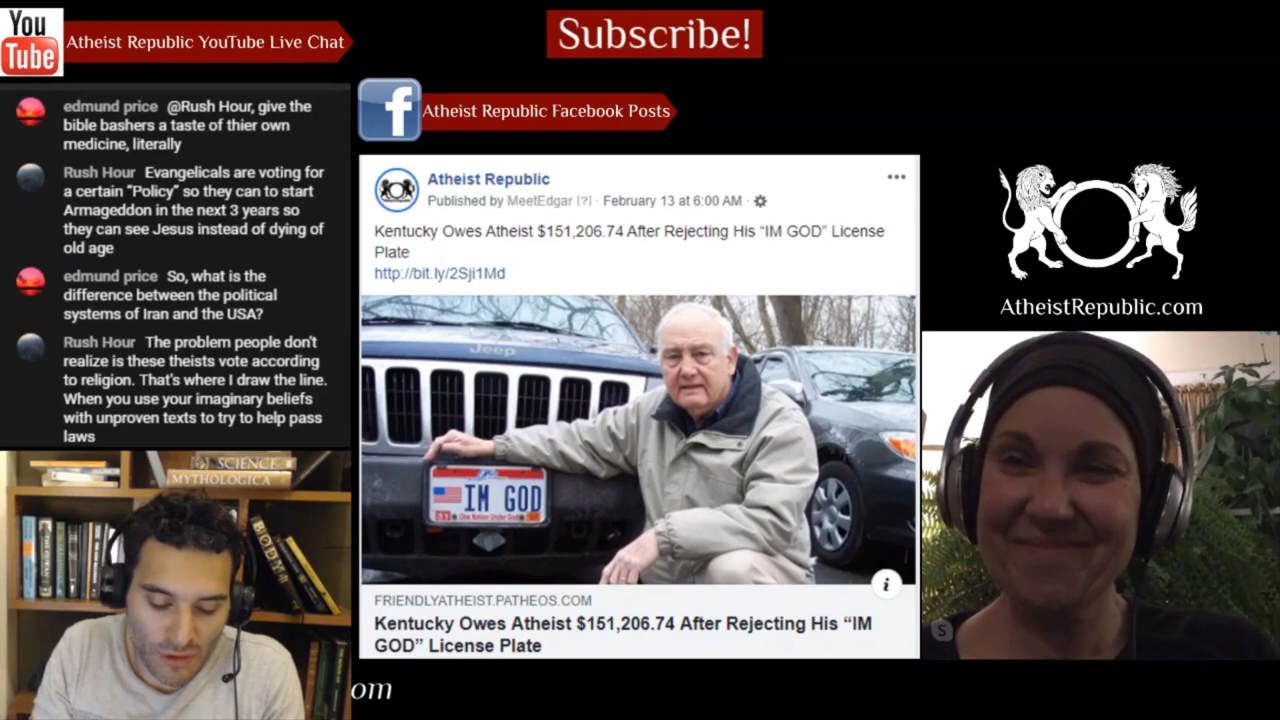 You
Tube
Atheist Republic YouTube Live Chat
Subscribe!
edmund price @Rush Hour, give the
bible bashers a taste of thier own
medicine, literally
Rush Hour Evangelicals are voting for
a certain "Policy" so they can to start
Armageddon in the next 3 years so
they can see Jesus instead of dying of
old age
edmund price So, what is the
difference between the political
systems of Iran and the USA?
Rush Hour The problem people don't
realize is these theists vote according
to religion. That's where I draw the line.
When you use your imaginary beliefs
with unproven texts to try to help pass
laws
f
Atheist Republic Facebook Posts
Atheist Republic
Published by MeetEdgar [?] · February 13 at 6:00 AM ·
Kentucky Owes Atheist $151,206.74 After Rejecting His “IM GOD” License
Plate
http://bit.ly/2Sji1Md
Jeep
IM GOD
One Nation Under God
i
FRIENDLYATHEIST.PATHEOS.COM
Kentucky Owes Atheist $151,206.74 After Rejecting His “IM
GOD” License Plate
AtheistRepublic.com
S
SCIENCE
MYTHOLOGICA
BODY
om